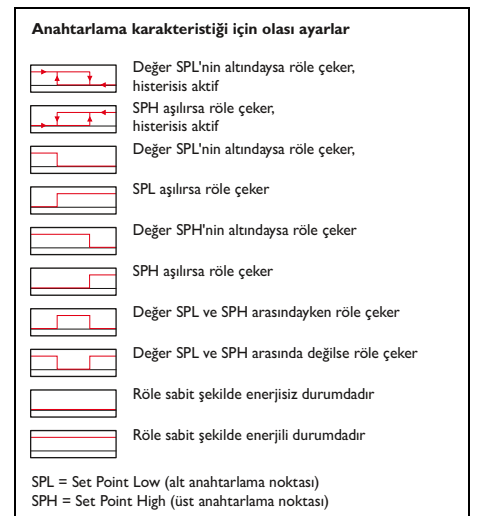 Anahtarlama karakteristiği için olası ayarlar
Değer SPL'nin altındaysa röle çeker,
histerisis aktif
SPH aşılırsa röle çeker,
histerisis aktif
Değer SPL'nin altındaysa röle çeker,
SPL aşılırsa röle çeker
Değer SPH'nin altındaysa röle çeker
SPH aşılırsa röle çeker
Değer SPL ve SPH arasındayken röle çeker
Değer SPL ve SPH arasında değilse röle çeker
Röle sabit şekilde enerjisiz durumdadır
Röle sabit şekilde enerjili durumdadır
SPL = Set Point Low (alt anahtarlama noktası)
SPH = Set Point High (üst anahtarlama noktası)